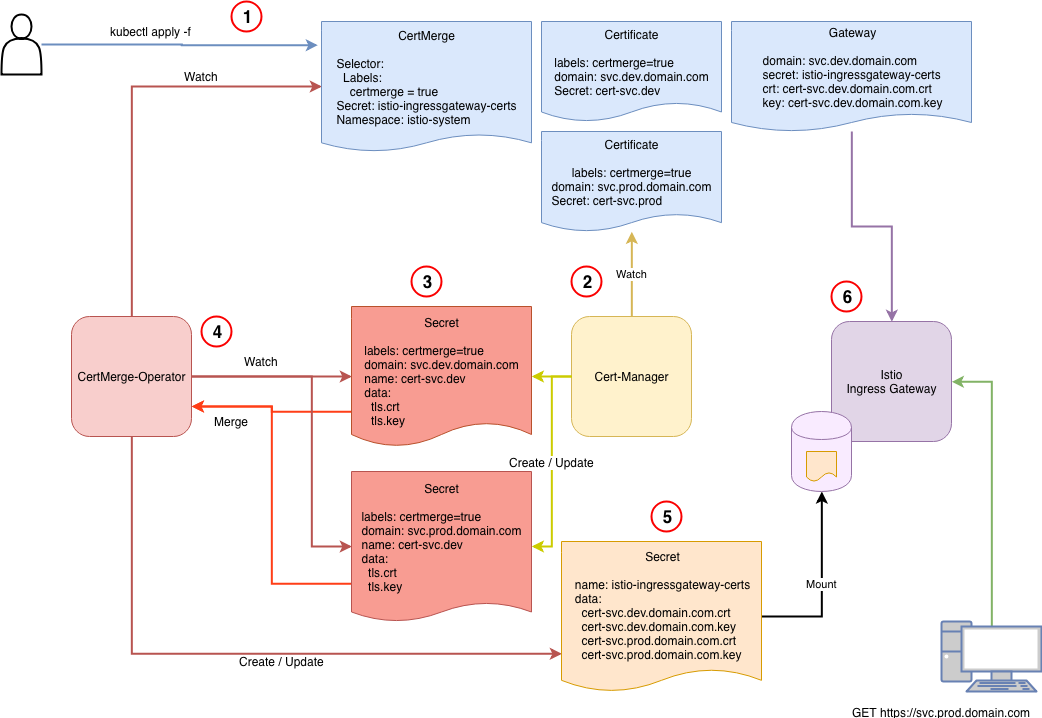 1
kubectl apply -f
CertMerge
Selector:
Labels:
certmerge = true
Secret: istio-ingressgateway-certs
Namespace: istio-system
Certificate
labels: certmerge=true
domain: svc.dev.domain.com
Secret: cert-svc.dev
Gateway
domain: svc.dev.domain.com
secret: istio-ingressgateway-certs
crt: cert-svc.dev.domain.com.crt
key: cert-svc.dev.domain.com.key
Watch
Certificate
labels: certmerge=true
domain: svc.prod.domain.com
Secret: cert-svc.prod
Watch
2
3
6
4
CertMerge-Operator
Watch
Merge
Secret
labels: certmerge=true
domain: svc.dev.domain.com
name: cert-svc.dev
data:
tls.crt
tls.key
Cert-Manager
Istio
Ingress Gateway
Create / Update
Secret
labels: certmerge=true
domain: svc.prod.domain.com
name: cert-svc.dev
data:
tls.crt
tls.key
5
Secret
name: istio-ingressgateway-certs
data:
cert-svc.dev.domain.com.crt
cert-svc.dev.domain.com.key
cert-svc.prod.domain.com.crt
cert-svc.prod.domain.com.key
Mount
Create / Update
GET https://svc.prod.domain.com